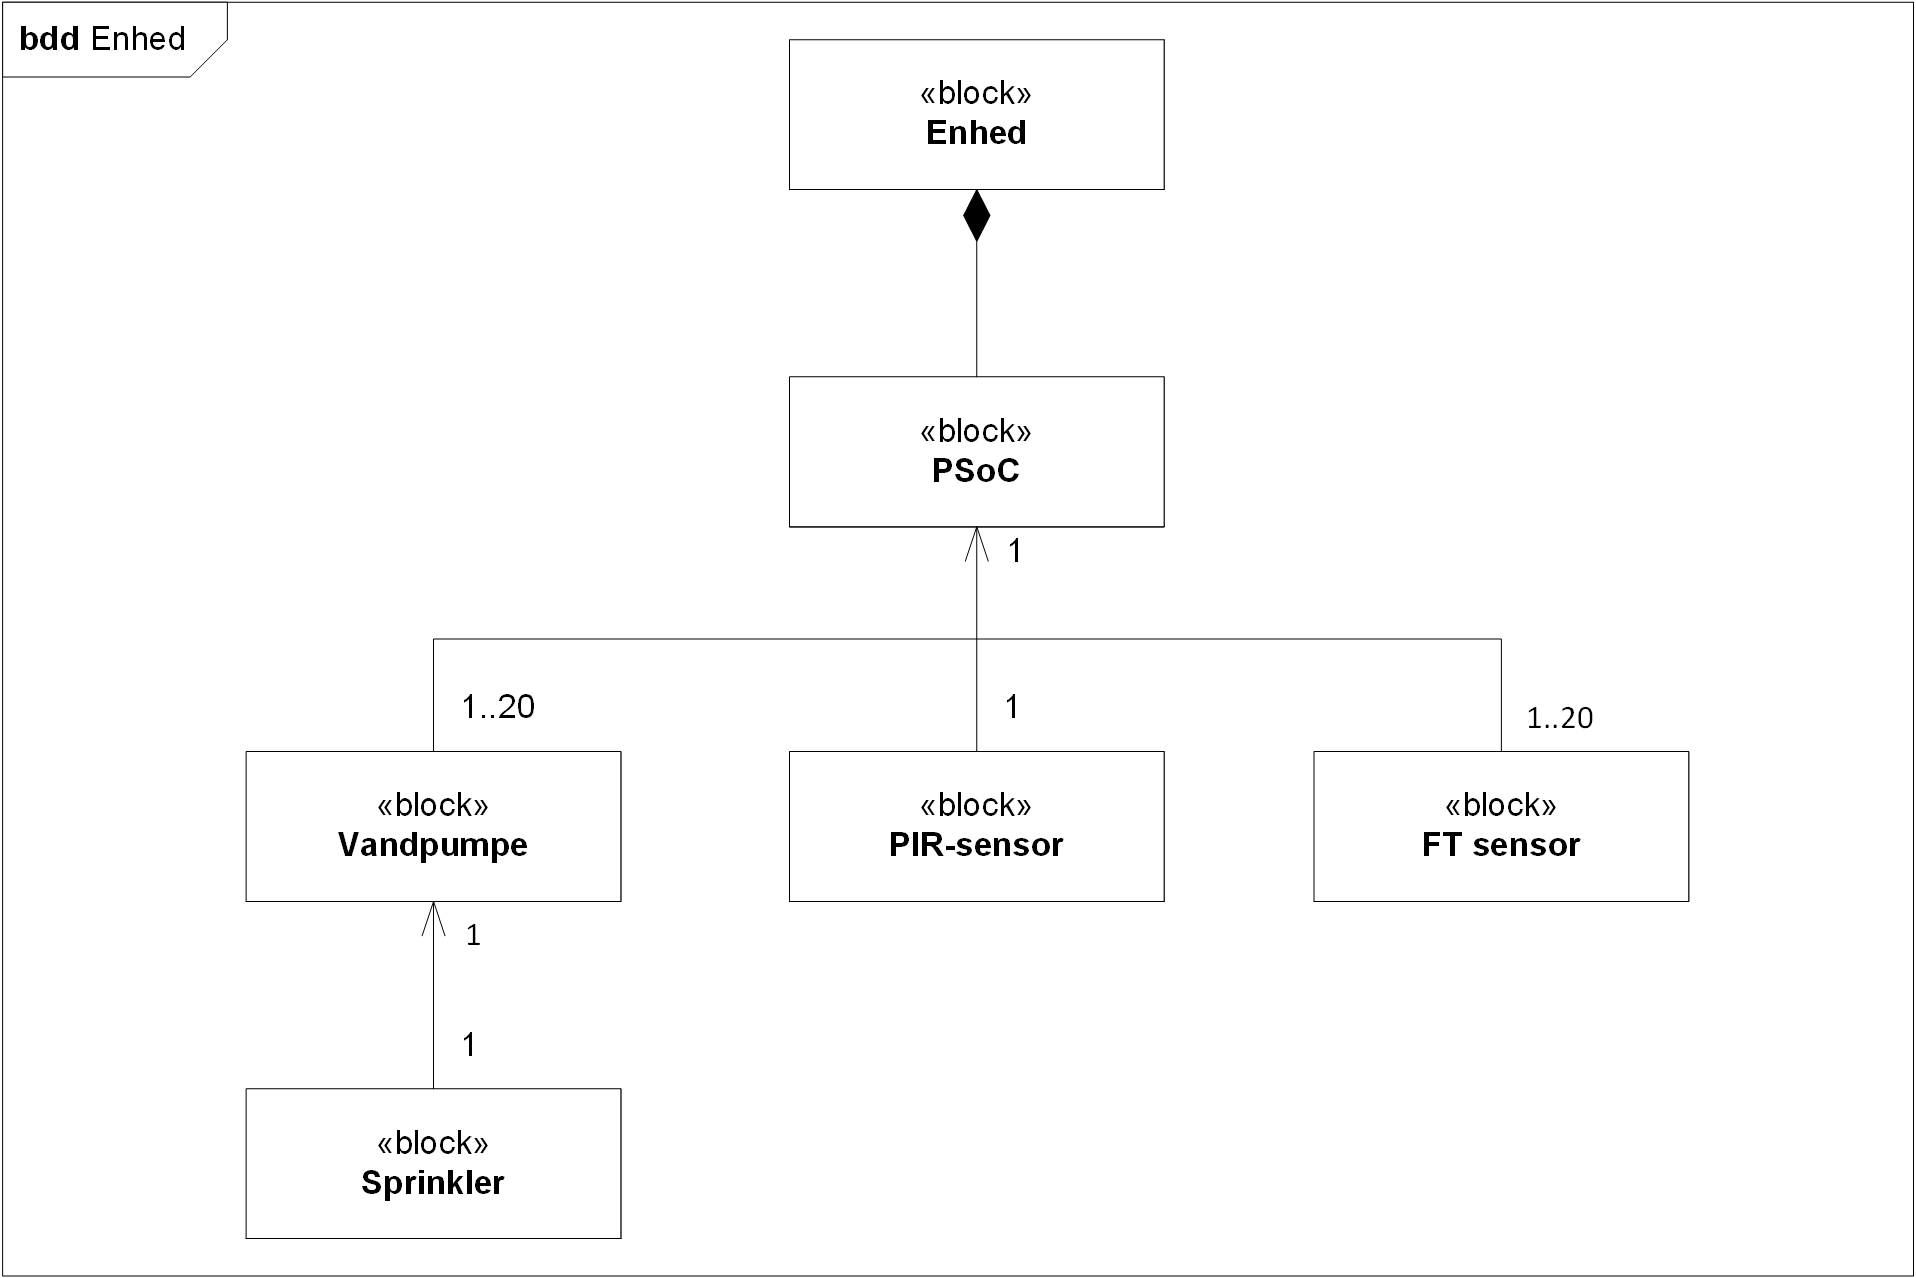 bdd Enhed
«block»
Enhed
«block»
PSoC
1
1..20
1
1..20
«block»
Vandpumpe
«block»
PIR-sensor
«block»
FT sensor
1
1
«block»
Sprinkler